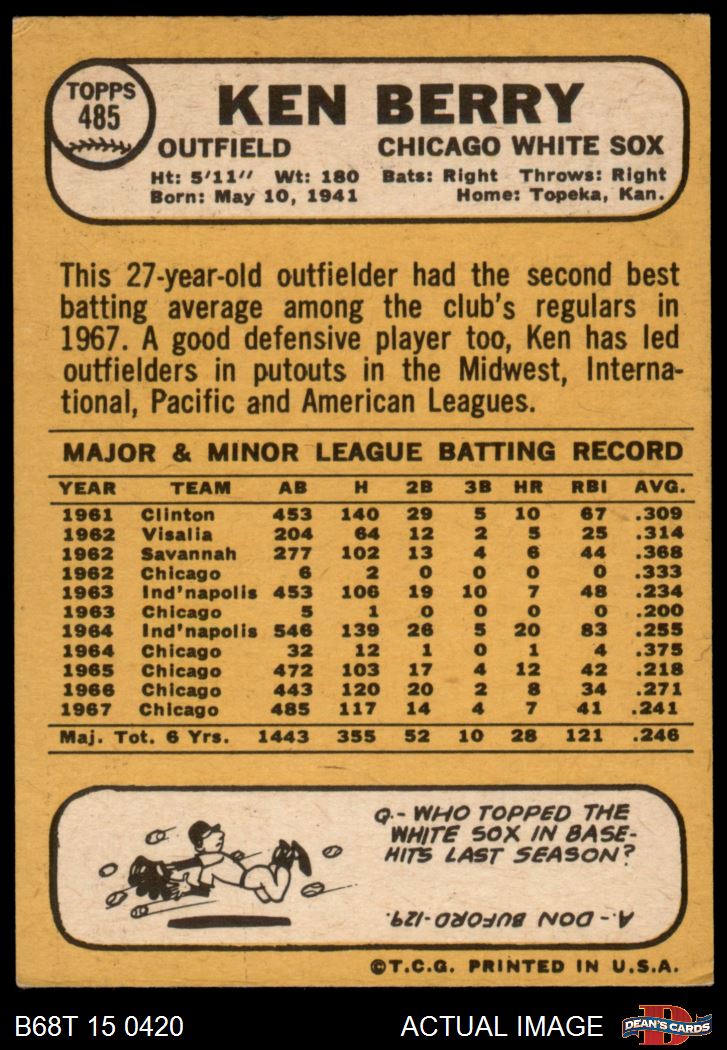 TOPPS
485
KEN BERRY
OUTFIELD CHICAGO WHITE SOX
Ht: 5'11" Wt: 180 Bats: Right Throws: Right
Born: May 10, 1941 Home: Topeka, Kan.
This 27-year-old outfielder had the second best
batting average among the club's regulars in
1967. A good defensive player too, Ken has led
outfielders in putouts in the Midwest, Interna-
tional, Pacific and American Leagues.
MAJOR & MINOR LEAGUE BATTING RECORD
YEAR TEAM AB H 2B 3B HR RBI AVG.
1961 Clinton 453 140 29 5 10 67 .309
1962 Visalia 204 64 12 2 5 25 .314
1962 Savannah 277 102 13 4 6 44 .368
1962 Chicago 6 2 0 0 0 0 .333
1963 Ind'napolis 453 106 19 10 7 48 .234
1963 Chicago 5 1 0 0 0 0 .200
1964 Ind'napolis 546 139 26 5 20 83 .255
1964 Chicago 32 12 1 0 1 4 .375
1965 Chicago 472 103 17 4 12 42 .218
1966 Chicago 443 120 20 2 8 34 .271
1967 Chicago 485 117 14 4 7 41 .241
Maj. Tot. 6 Yrs. 1443 355 52 10 28 121 .246
Q.- WHO TOPPED THE
WHITE SOX IN BASE-
HITS LAST SEASON?
A.- DON BUFORD-129.
©T.C.G. PRINTED IN U.S.A.
B68T 15 0420 ACTUAL IMAGE D DEAN'S CARDS